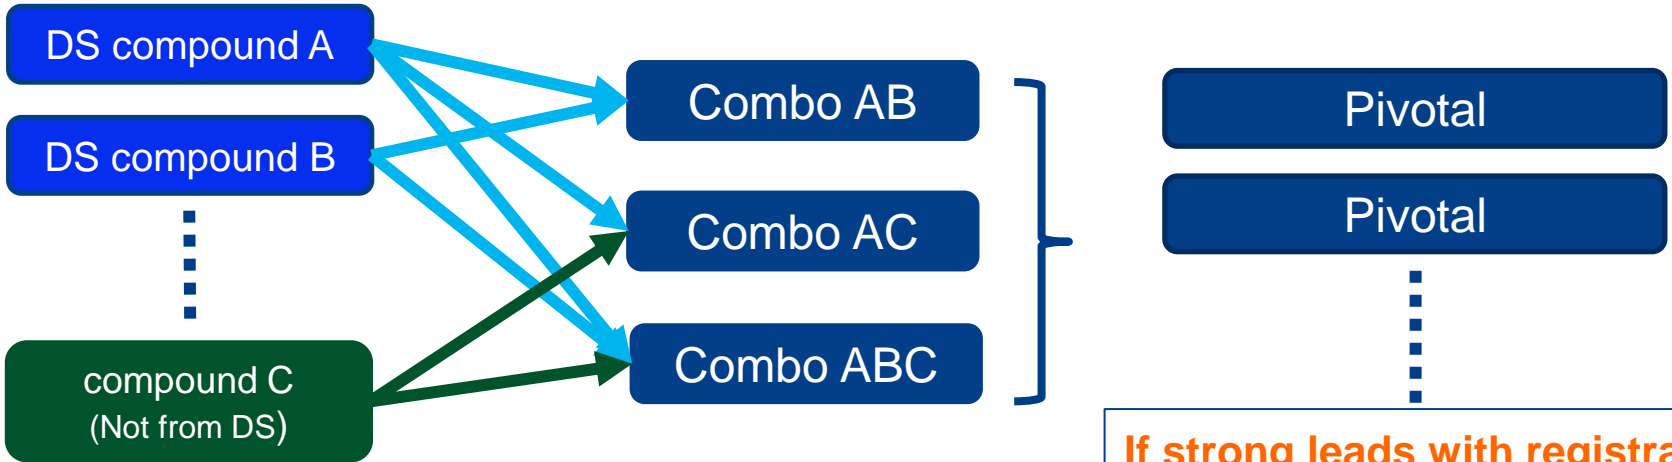 DS compound A
DS compound B
compound C
(Not from DS)
Combo AB
Combo AC
Combo ABC
Pivotal
Pivotal
If strong leads with